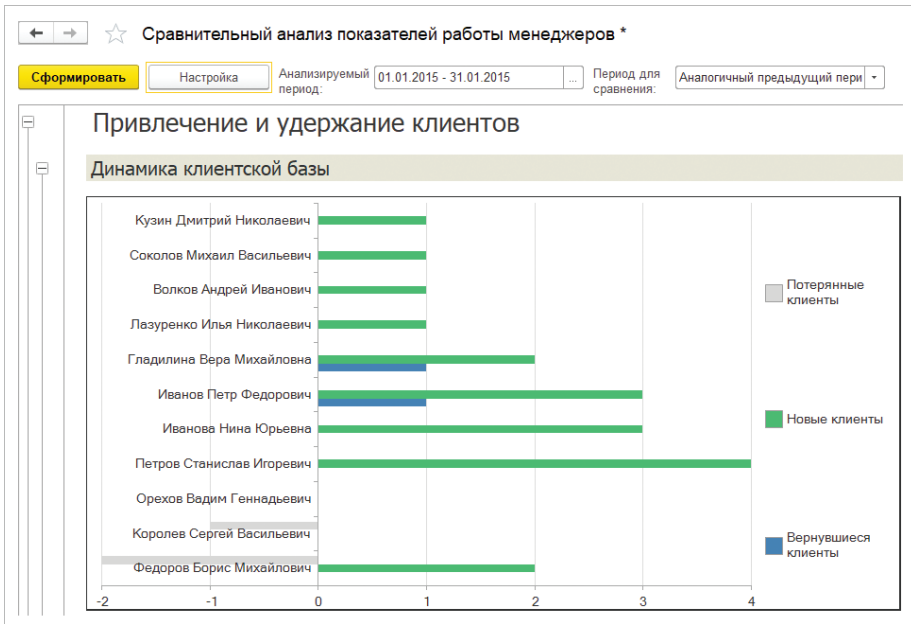 Сравнительный анализ показателей работы менеджеров *
Сформировать
Настройка
Анализируемый
период:
01.01.2015 - 31.01.2015
...
Период для
сравнения:
Аналогичный предыдущий пери
Привлечение и удержание клиентов
Динамика клиентской базы
Кузин Дмитрий Николаевич
Соколов Михаил Васильевич
Волков Андрей Иванович
Лазуренко Илья Николаевич
Гладилина Вера Михайловна
Иванов Петр Федорович
Иванова Нина Юрьевна
Петров Станислав Игоревич
Орехов Вадим Геннадьевич
Королев Сергей Васильевич
Федоров Борис Михайлович
-2 -1 0 1 2 3 4
Потерянные
клиенты
Новые клиенты
Вернувшиеся
клиенты